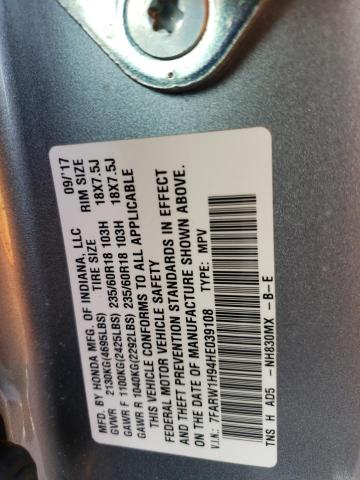 MFD. BY HONDA MFG. OF INDIANA, LLC 09/'17
TIRE SIZE RIM SIZE
GVWR 2130KG(4695LBS)
GAWR F 1100KG(2425LBS) 235/60R18 103H 18X7.5J
GAWR R 1040KG(2292LBS) 235/60R18 103H 18X7.5J
THIS VEHICLE CONFORMS TO ALL APPLICABLE
FEDERAL MOTOR VEHICLE SAFETY
AND THEFT PREVENTION STANDARDS IN EFFECT
ON THE DATE OF MANUFACTURE SHOWN ABOVE.
V.I.N.: 7FARW1H94HE039108 TYPE: MPV
TNS H AD5 -NH830MX -B-E